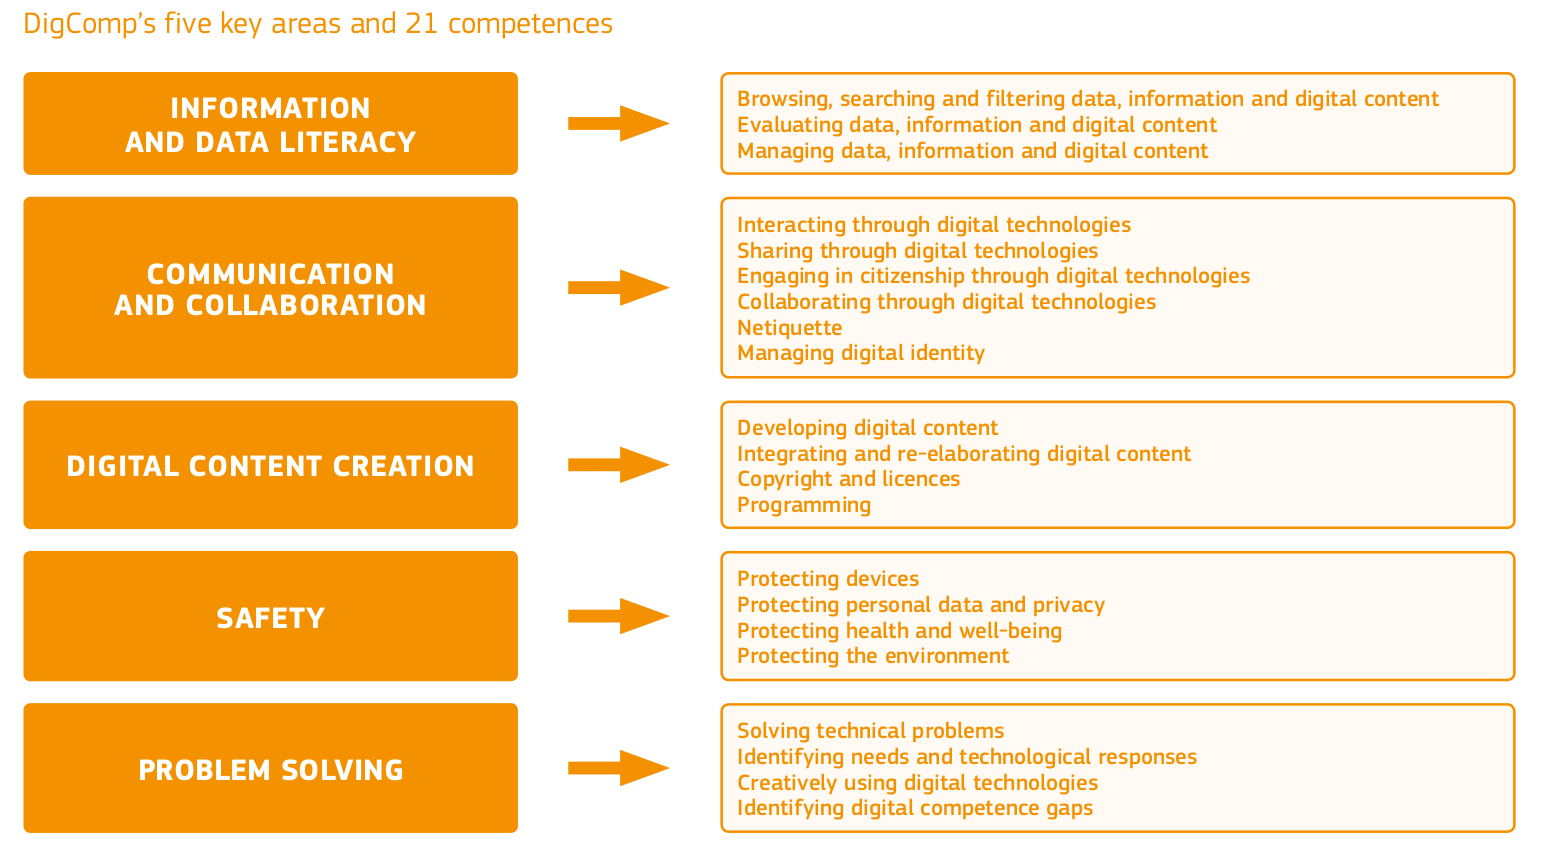 DigComp’s five key areas and 21 competences
INFORMATION
AND DATA LITERACY
Browsing, searching and filtering data, information and digital content
Evaluating data, information and digital content
Managing data, information and digital content
COMMUNICATION
AND COLLABORATION
Interacting through digital technologies
Sharing through digital technologies
Engaging in citizenship through digital technologies
Collaborating through digital technologies
Netiquette
Managing digital identity
DIGITAL CONTENT CREATION
Developing digital content
Integrating and re-elaborating digital content
Copyright and licences
Programming
SAFETY
Protecting devices
Protecting personal data and privacy
Protecting health and well-being
Protecting the environment
PROBLEM SOLVING
Solving technical problems
Identifying needs and technological responses
Creatively using digital technologies
Identifying digital competence gaps